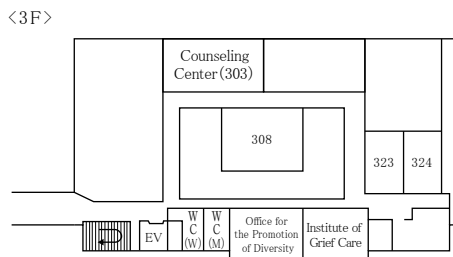 <3F>
Counseling
Center(303)
308
323
324
EV
W
C
(W)
W
C
(M)
Office for
the Promotion
of Diversity
Institute of
Grief Care